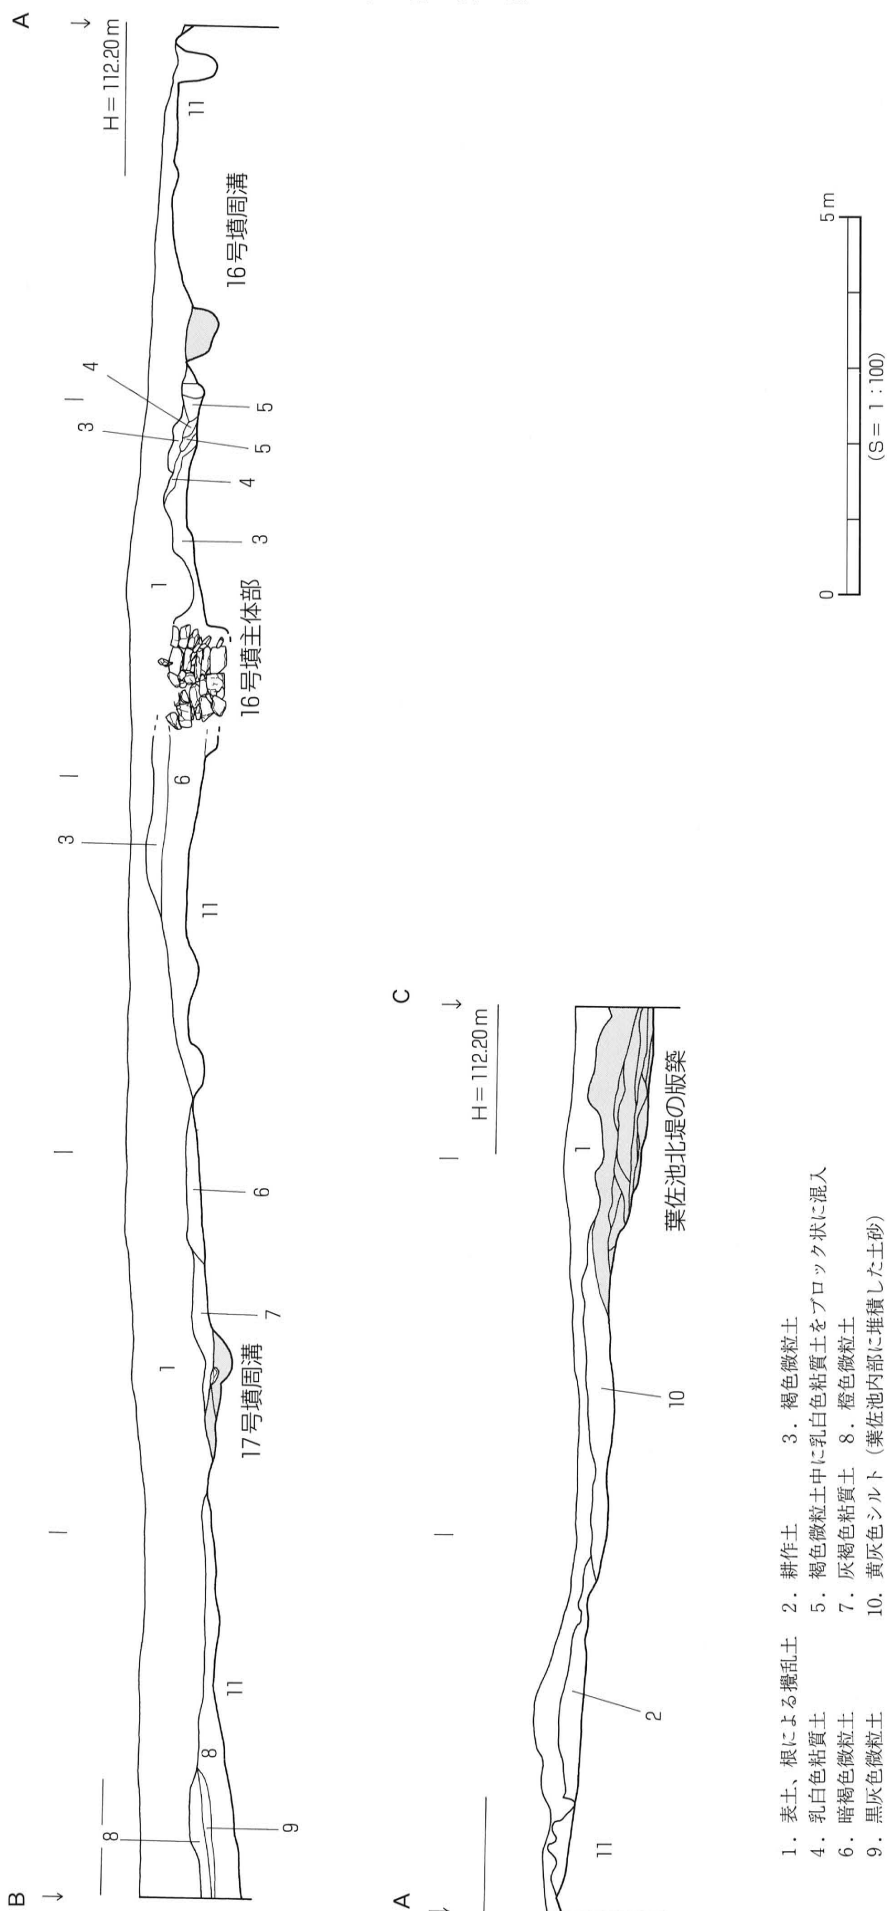 B
A
H＝112.20m
8
9
8
11
1
7
17号墳周溝
6
11
3
6
16号墳主体部
1
3
4
5
3
5
4
16号墳周溝
11
A
C
H＝112.20m
11
2
10
1
葉佐池北堤の版築
0
5m
(S＝1:100)
1．表土、根による攪乱土 2．耕作土 3．褐色微粒土
4．乳白色粘質土 5．褐色微粒土中に乳白色粘質土をブロック状に混入
6．暗褐色微粒土 7．灰褐色粘質土 8．橙色微粒土
9．黒灰色微粒土 10．黄灰色シルト（葉佐池内部に堆積した土砂）